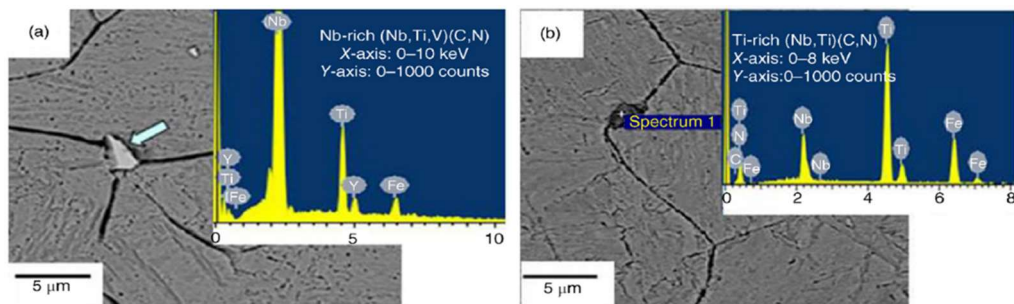 (a)
Nb
Nb-rich (Nb,Ti,V)(C,N)
X-axis: 0–10 keV
Y-axis: 0–1000 counts
Ti
Y
Ti
Fe
Y
Fe
0
5
10
5 μm
(b)
Ti
Ti-rich (Nb,Ti)(C,N)
X-axis: 0–8 keV
Y-axis:0–1000 counts
Spectrum 1
Ti
N
C
Fe
Nb
Nb
Ti
Fe
Fe
0
2
4
6
8
5 μm